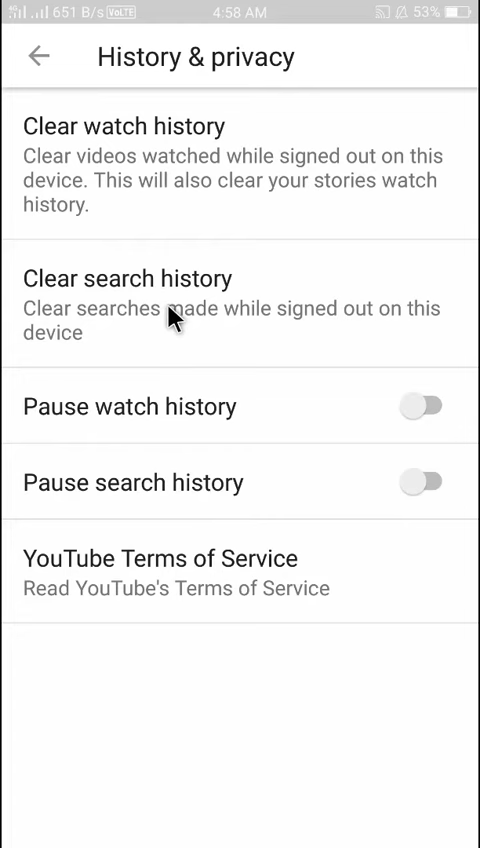 651 B/s VoLTE 4:58 AM 53%
History & privacy
Clear watch history
Clear videos watched while signed out on this
device. This will also clear your stories watch
history.
Clear search history
Clear searches made while signed out on this
device
Pause watch history
Pause search history
YouTube Terms of Service
Read YouTube's Terms of Service